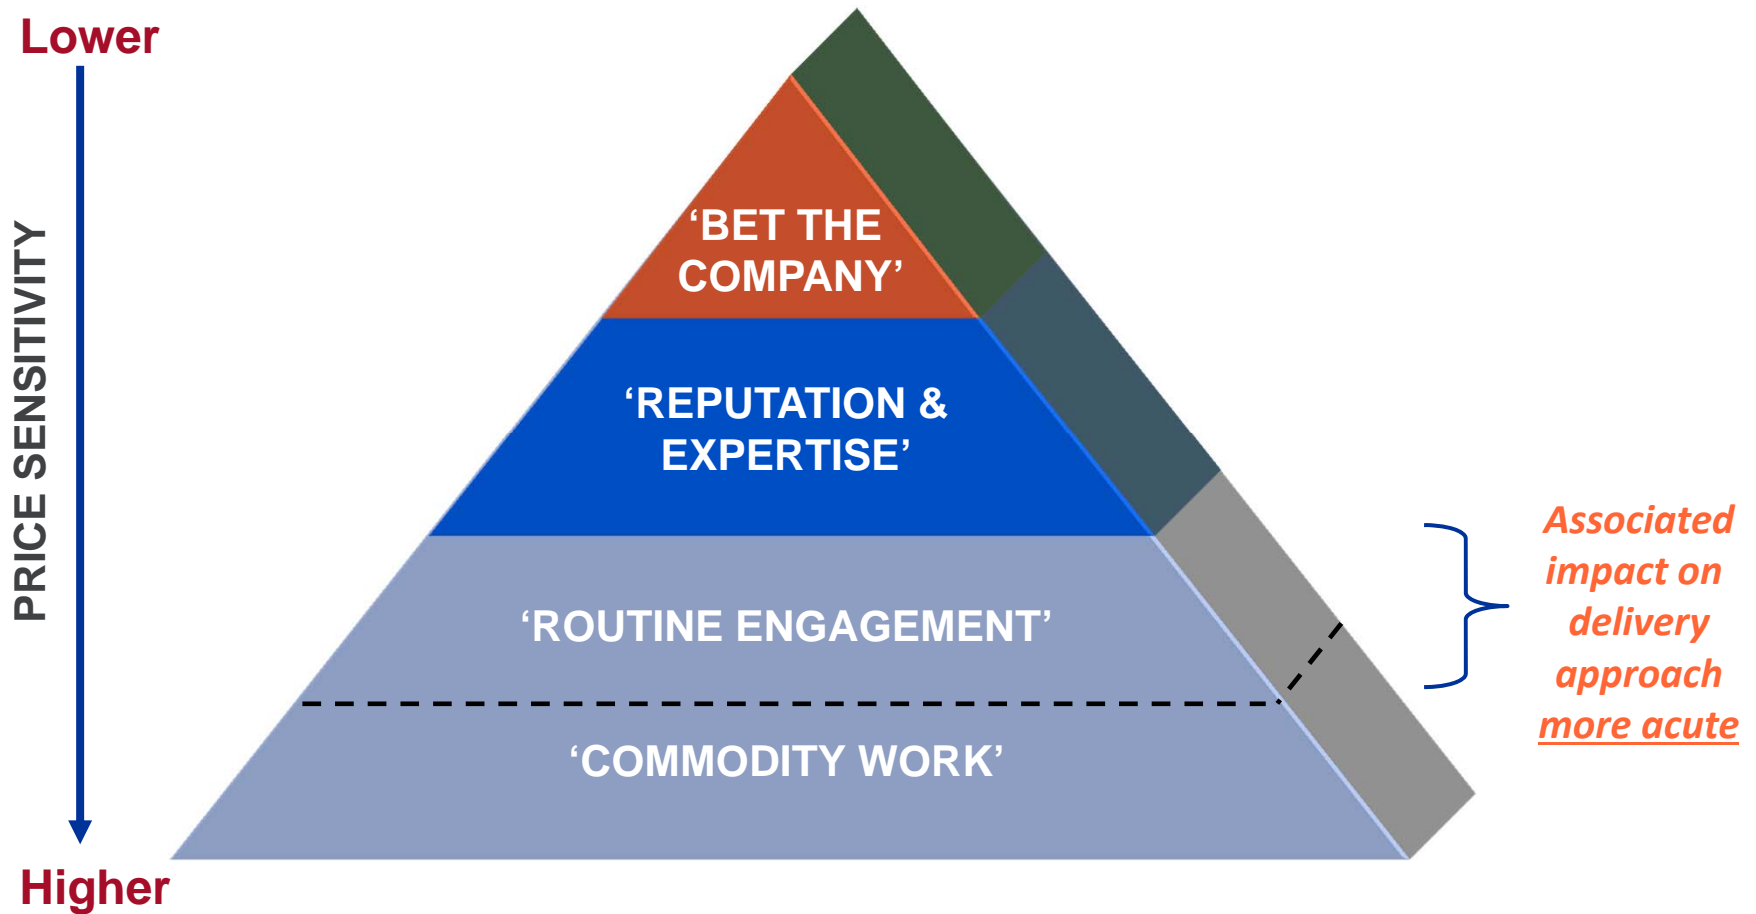 Lower
PRICE SENSITIVITY
Higher
‘BET THE
COMPANY’
‘REPUTATION &
EXPERTISE’
‘ROUTINE ENGAGEMENT’
‘COMMODITY WORK’
Associated
impact on
delivery
approach
more acute